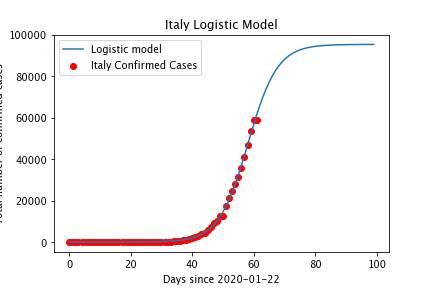 Italy Logistic Model
Logistic model
Italy Confirmed Cases
100000
80000
60000
40000
20000
0
0 20 40 60 80 100
Days since 2020-01-22
number of confirmed cases